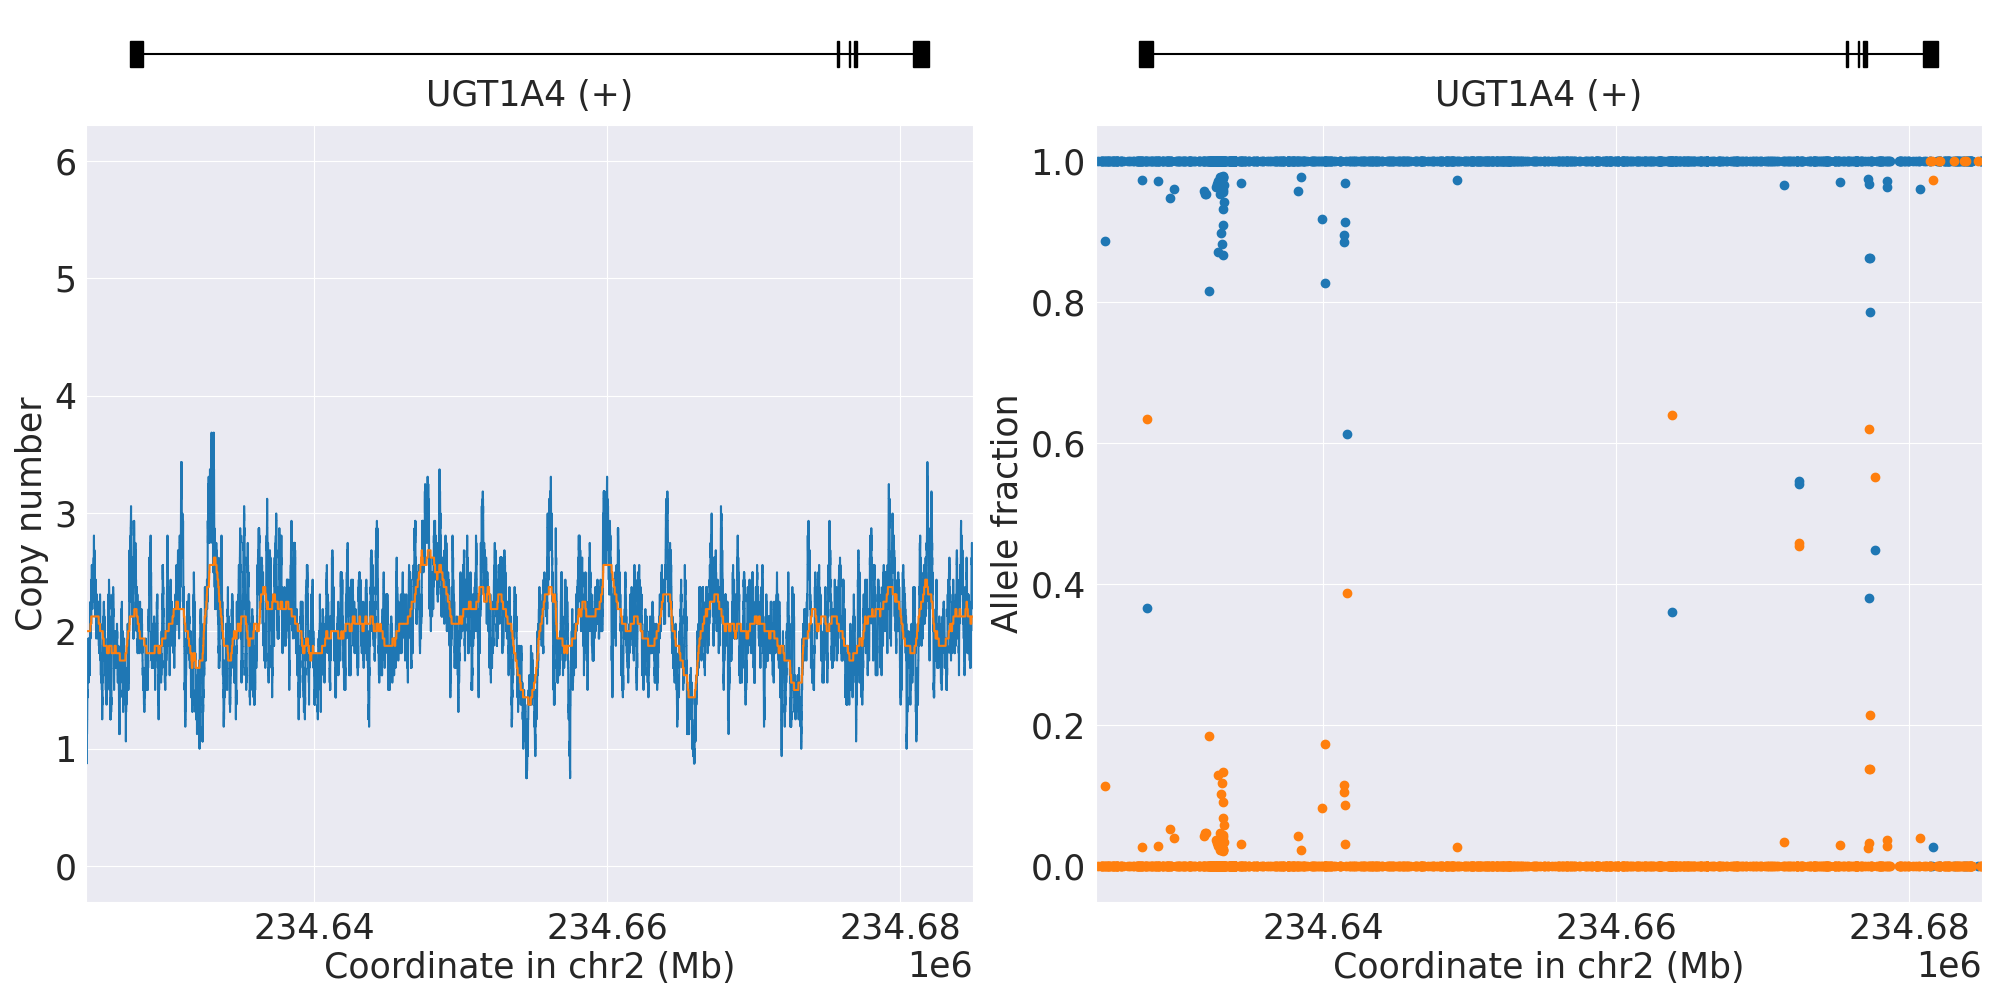 UGT1A4 (+)
6
5
4
3
2
1
0
Copy number
234.64
234.66
234.68
Coordinate in chr2 (Mb)
1e6
UGT1A4 (+)
1.0
0.8
0.6
0.4
0.2
0.0
Allele fraction
234.64
234.66
234.68
Coordinate in chr2 (Mb)
1e6